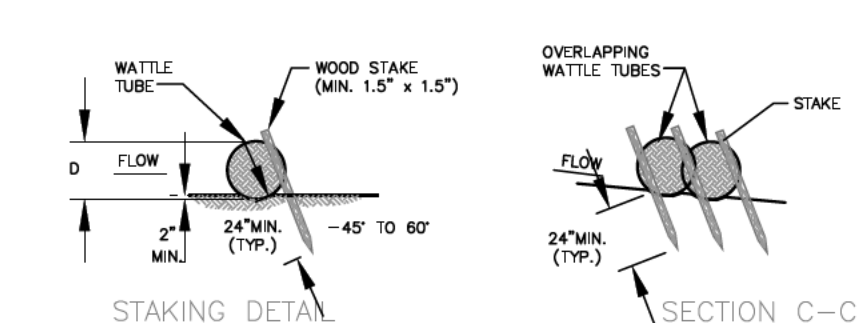 WATTLE
TUBE
WOOD STAKE
(MIN. 1.5" x 1.5")
D
FLOW
2"
MIN.
24"MIN.
(TYP.)
-45° TO 60°
STAKING DETAIL
OVERLAPPING
WATTLE TUBES
STAKE
FLOW
24"MIN.
(TYP.)
SECTION C-C